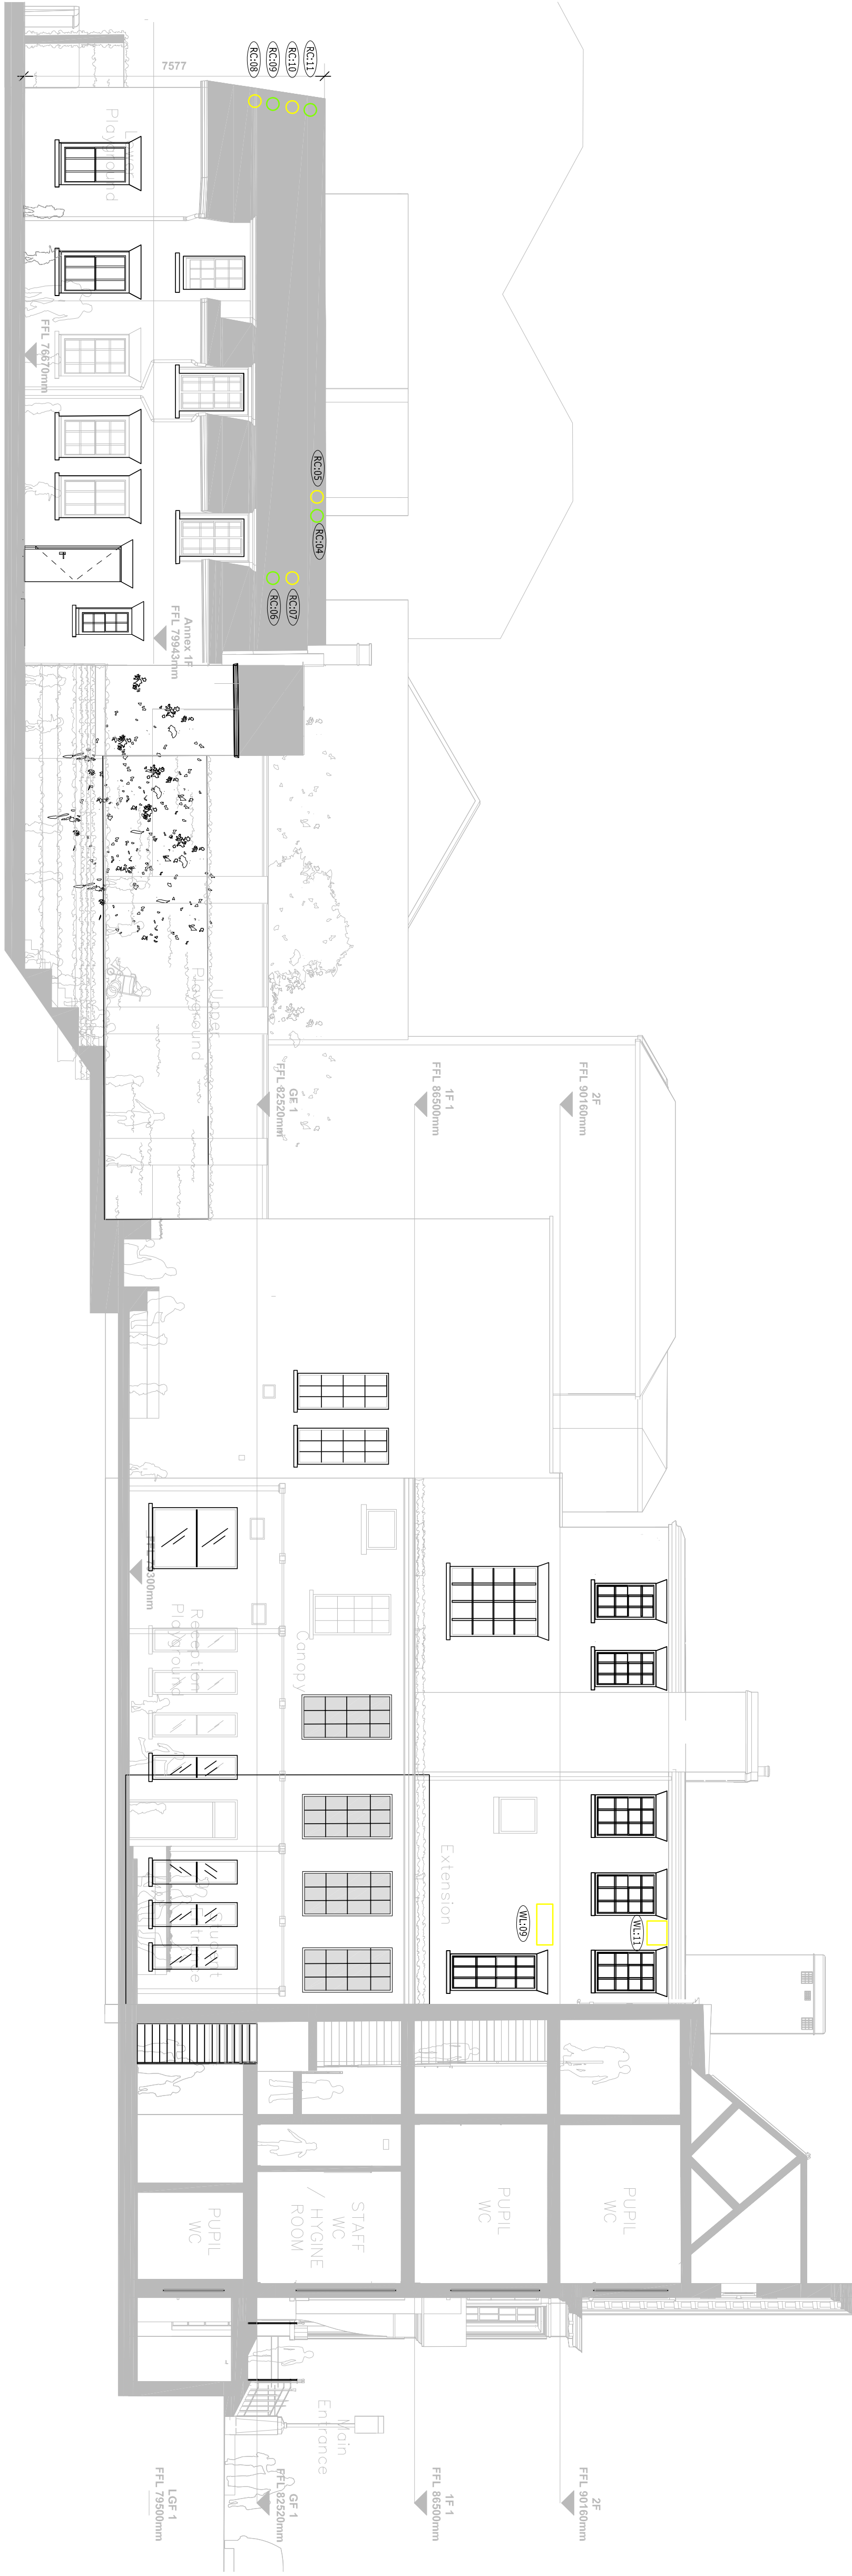 7577
RC:08
RC:09
RC:10
RC:11
Lower
Playground
FFL 76670mm
RC:05
RC:04
RC:07
RC:06
Annex 1F
FFL 79943mm
Upper
Playground
GF 1
FFL 82520mm
1F 1
FFL 86500mm
2F
FFL 90160mm
Reception
Playground
Canopy
Extension
WL:09
WL:11
PUPIL
WC
STAFF
WC
/ HYGINE
ROOM
PUPIL
WC
PUPIL
WC
Main
Entrance
LGF 1
FFL 79500mm
GF 1
FFL 82520mm
1F 1
FFL 86500mm
2F
FFL 90160mm